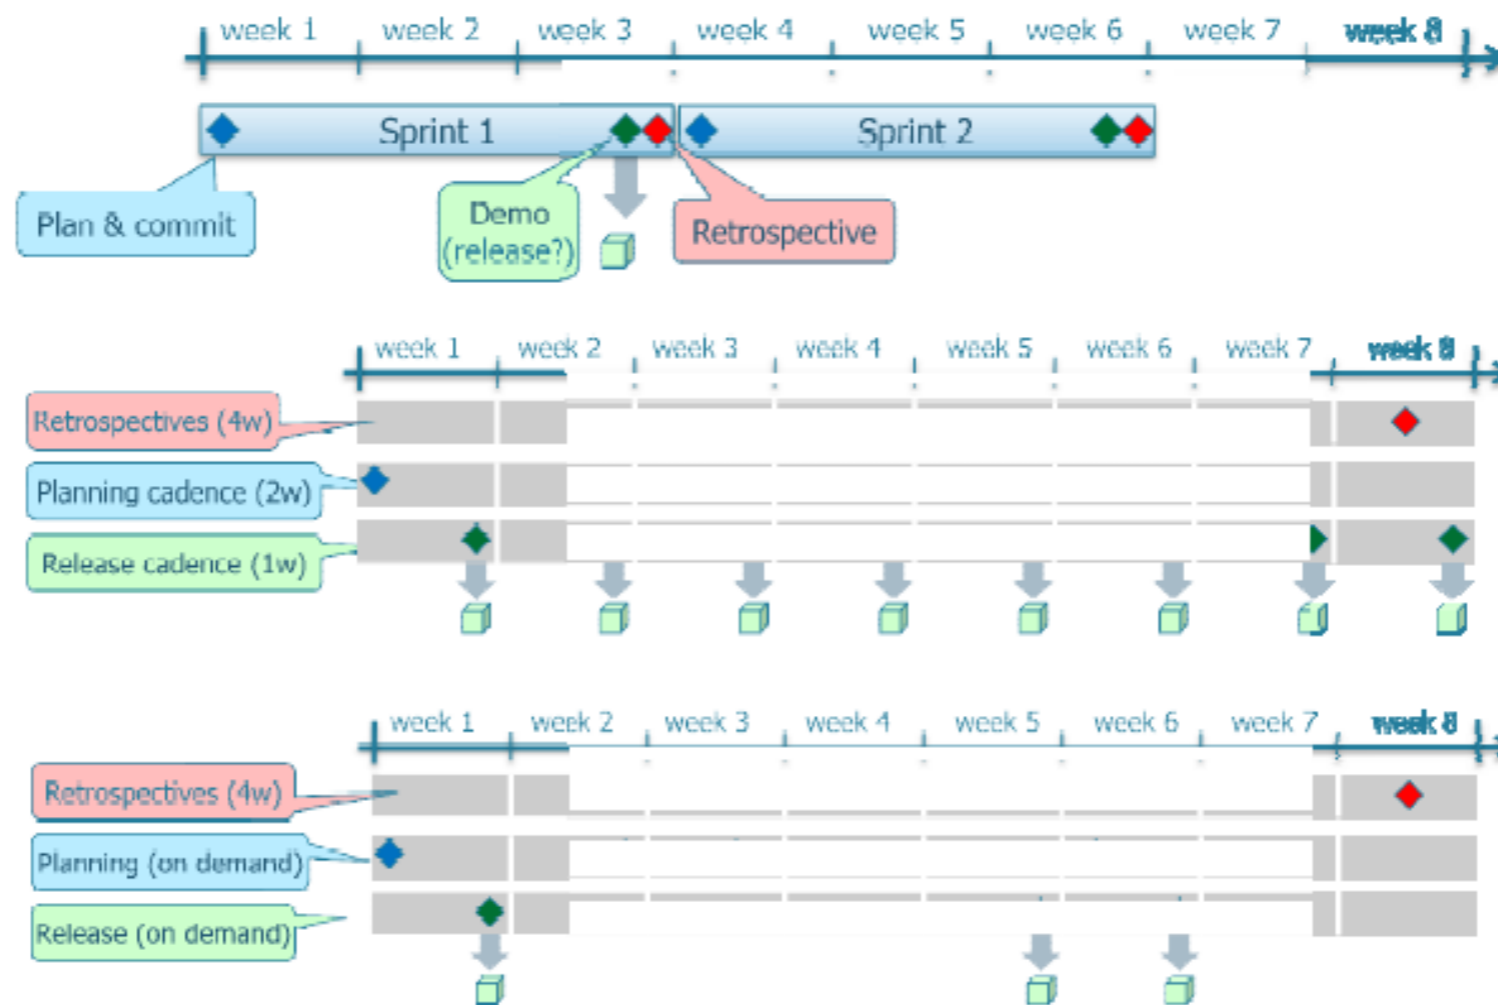 week 1 week 2 week 3 week 4 week 5 week 6 week 7 week 8
Sprint 1 Sprint 2
Plan & commit
Demo
(release?)
Retrospective
week 1 week 2 week 3 week 4 week 5 week 6 week 7 week 8
Retrospectives (4w)
Planning cadence (2w)
Release cadence (1w)
week 1 week 2 week 3 week 4 week 5 week 6 week 7 week 8
Retrospectives (4w)
Planning (on demand)
Release (on demand)